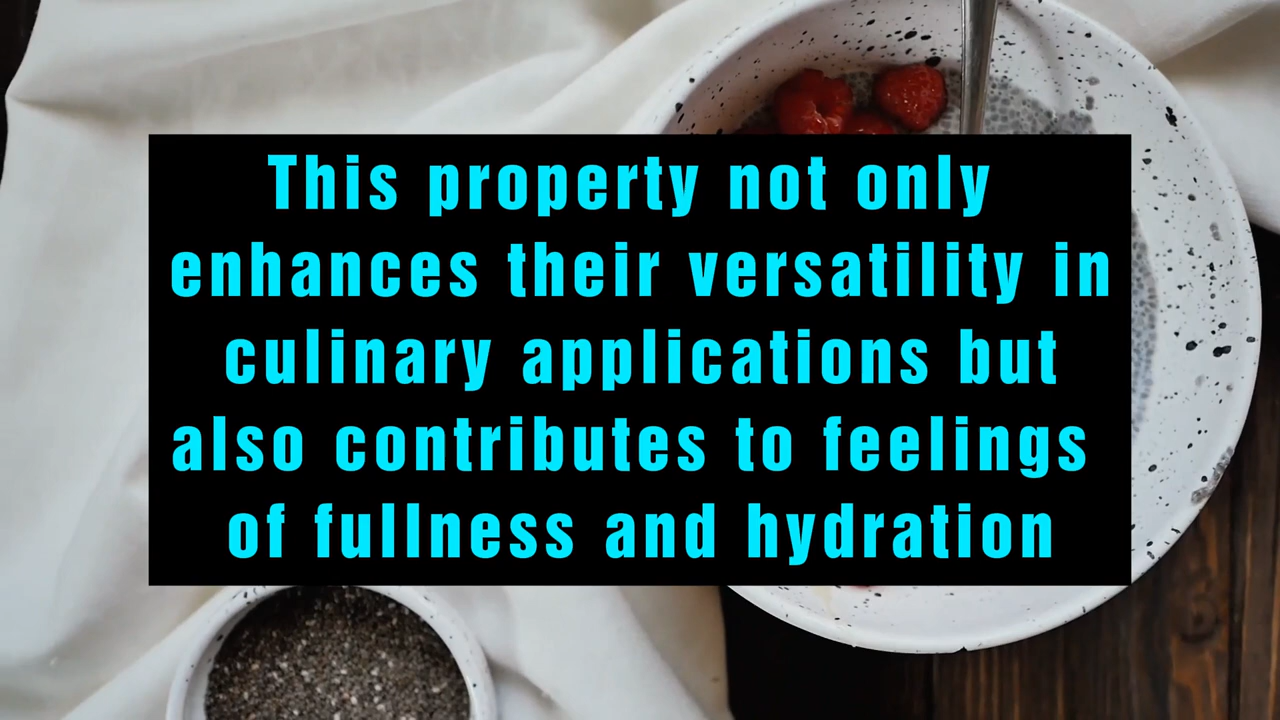 This property not only
enhances their versatility in
culinary applications but
also contributes to feelings
of fullness and hydration